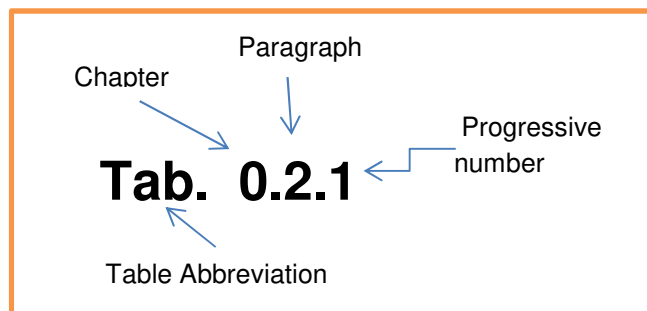 Paragraph
Chapter
Progressive
number
Tab. 0.2.1
Table Abbreviation